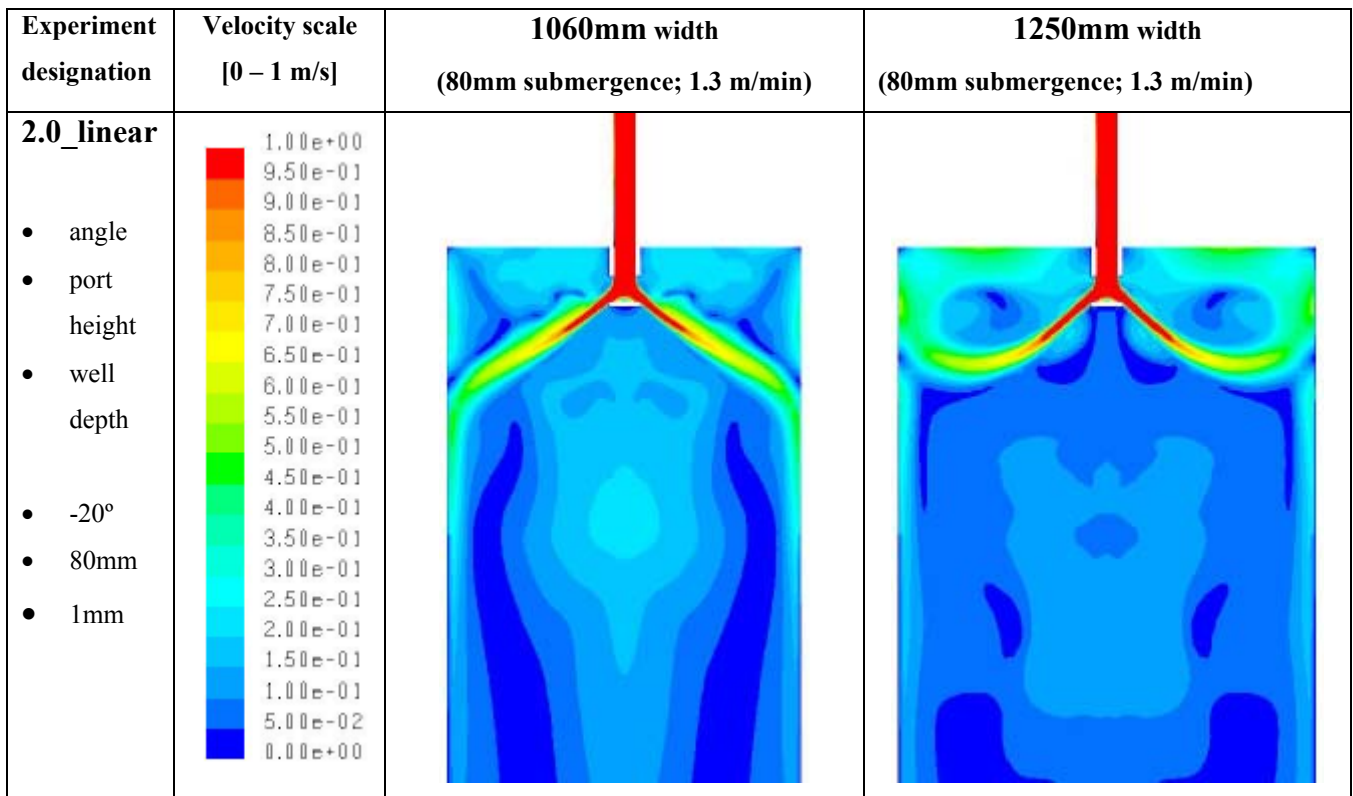 Experiment designation
Velocity scale
[0 – 1 m/s]
1060mm width
(80mm submergence; 1.3 m/min)
1250mm width
(80mm submergence; 1.3 m/min)
2.0_linear
• angle
• port
height
• well
depth
• -20º
• 80mm
• 1mm
1.00e+00
9.50e-01
9.00e-01
8.50e-01
8.00e-01
7.50e-01
7.00e-01
6.50e-01
6.00e-01
5.50e-01
5.00e-01
4.50e-01
4.00e-01
3.50e-01
3.00e-01
2.50e-01
2.00e-01
1.50e-01
1.00e-01
5.00e-02
0.00e+00